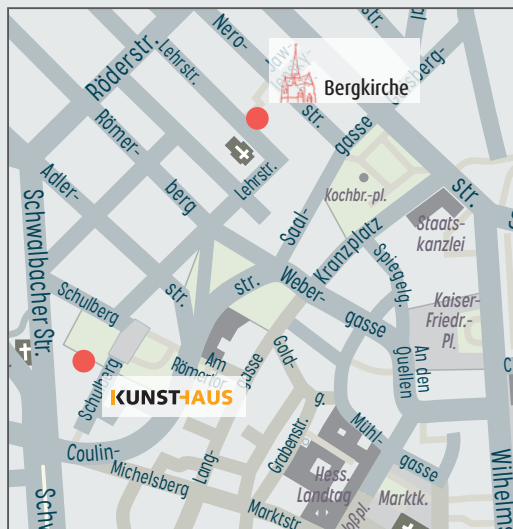 Röderstr.
Lehrstr.
Nero-
str.
Bergkirche
Römer-
berg
Lehrstr.
Saal-
gasse
Adler-
str.
Kochbr.-pl.
Kranzplatz
str.
Staats-
kanzlei
Spiegelg.
Kaiser-
Friedr.-
Pl.
An den
Quellen
Weber-
gasse
str.
Schwalbacher Str.
Schulberg
Schulberg
Am
Römertor
KUNSTHAUS
Gold-
g.
Mühl-
gasse
Grabenstr.
Lang-
gasse
Coulin-
Michelsberg
Marktstr
Hess.
Landtag
Marktk.
Wilhelms
Schw